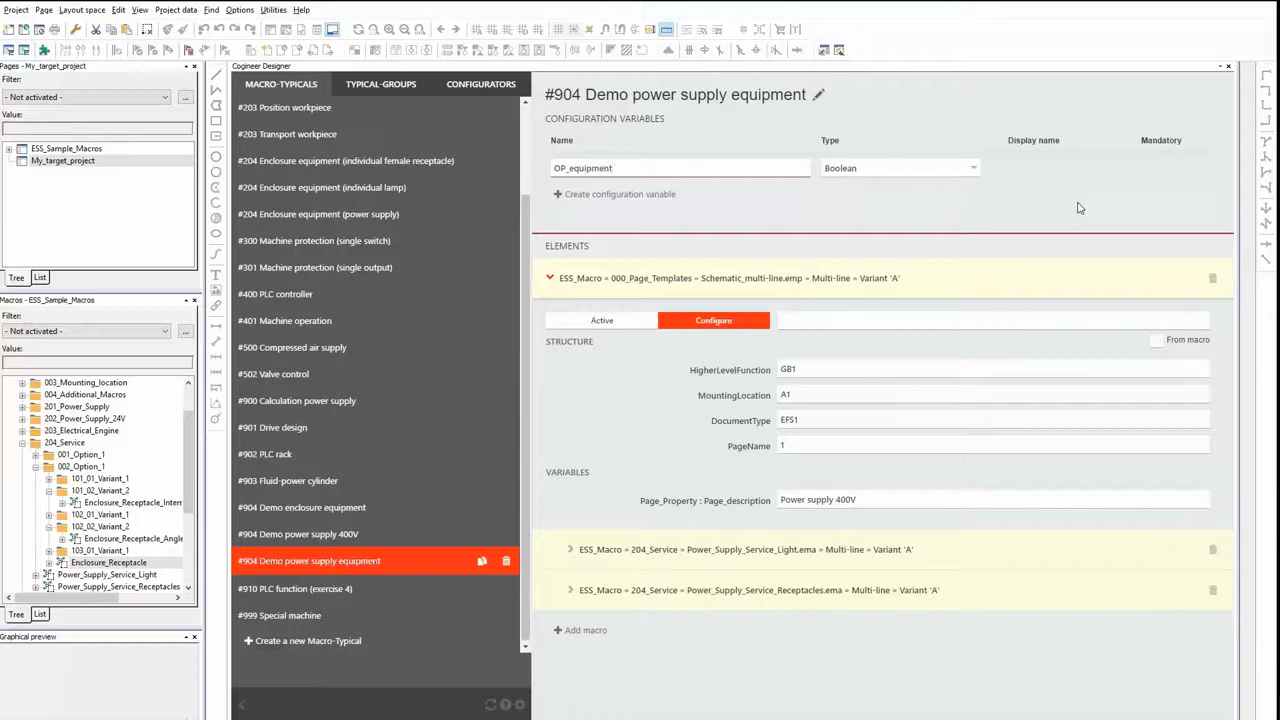 Project Page Layout space Edit View Project data Find Options Utilities Help
Pages - My_target_project
Filter:
- Not activated -
...
Value:
ESS_Sample_Macros
My_target_project
Tree List
Macros - ESS_Sample_Macros
Filter:
- Not activated -
...
Value:
003_Mounting_location
004_Additional_Macros
201_Power_Supply
202_Power_Supply_24V
203_Electrical_Engine
204_Service
001_Option_1
002_Option_1
101_01_Variant_1
101_02_Variant_2
Enclosure_Receptacle_Intern
102_01_Variant_1
102_02_Variant_2
Enclosure_Receptacle_Angle
103_01_Variant_1
Enclosure_Receptacle
Power_Supply_Service_Light
Power_Supply_Service_Receptacles
Tree List
Graphical preview
Cogineer Designer
MACRO-TYPICALS TYPICAL-GROUPS CONFIGURATORS
#203 Position workpiece
#203 Transport workpiece
#204 Enclosure equipment (individual female receptacle)
#204 Enclosure equipment (individual lamp)
#204 Enclosure equipment (power supply)
#300 Machine protection (single switch)
#301 Machine protection (single output)
#400 PLC controller
#401 Machine operation
#500 Compressed air supply
#502 Valve control
#900 Calculation power supply
#901 Drive design
#902 PLC rack
#903 Fluid-power cylinder
#904 Demo enclosure equipment
#904 Demo power supply 400V
#904 Demo power supply equipment
#910 PLC function (exercise 4)
#999 Special machine
+ Create a new Macro-Typical
#904 Demo power supply equipment
CONFIGURATION VARIABLES
Name Type Display name Mandatory
OP_equipment Boolean
+ Create configuration variable
ELEMENTS
ESS_Macro » 000_Page_Templates » Schematic_multi-line.emp » Multi-line » Variant 'A'
Active Configure
STRUCTURE From macro
HigherLevelFunction GB1
MountingLocation A1
DocumentType EFS1
PageName 1
VARIABLES
Page_Property : Page_description Power supply 400V
ESS_Macro » 204_Service » Power_Supply_Service_Light.ema » Multi-line » Variant 'A'
ESS_Macro » 204_Service » Power_Supply_Service_Receptacles.ema » Multi-line » Variant 'A'
+ Add macro